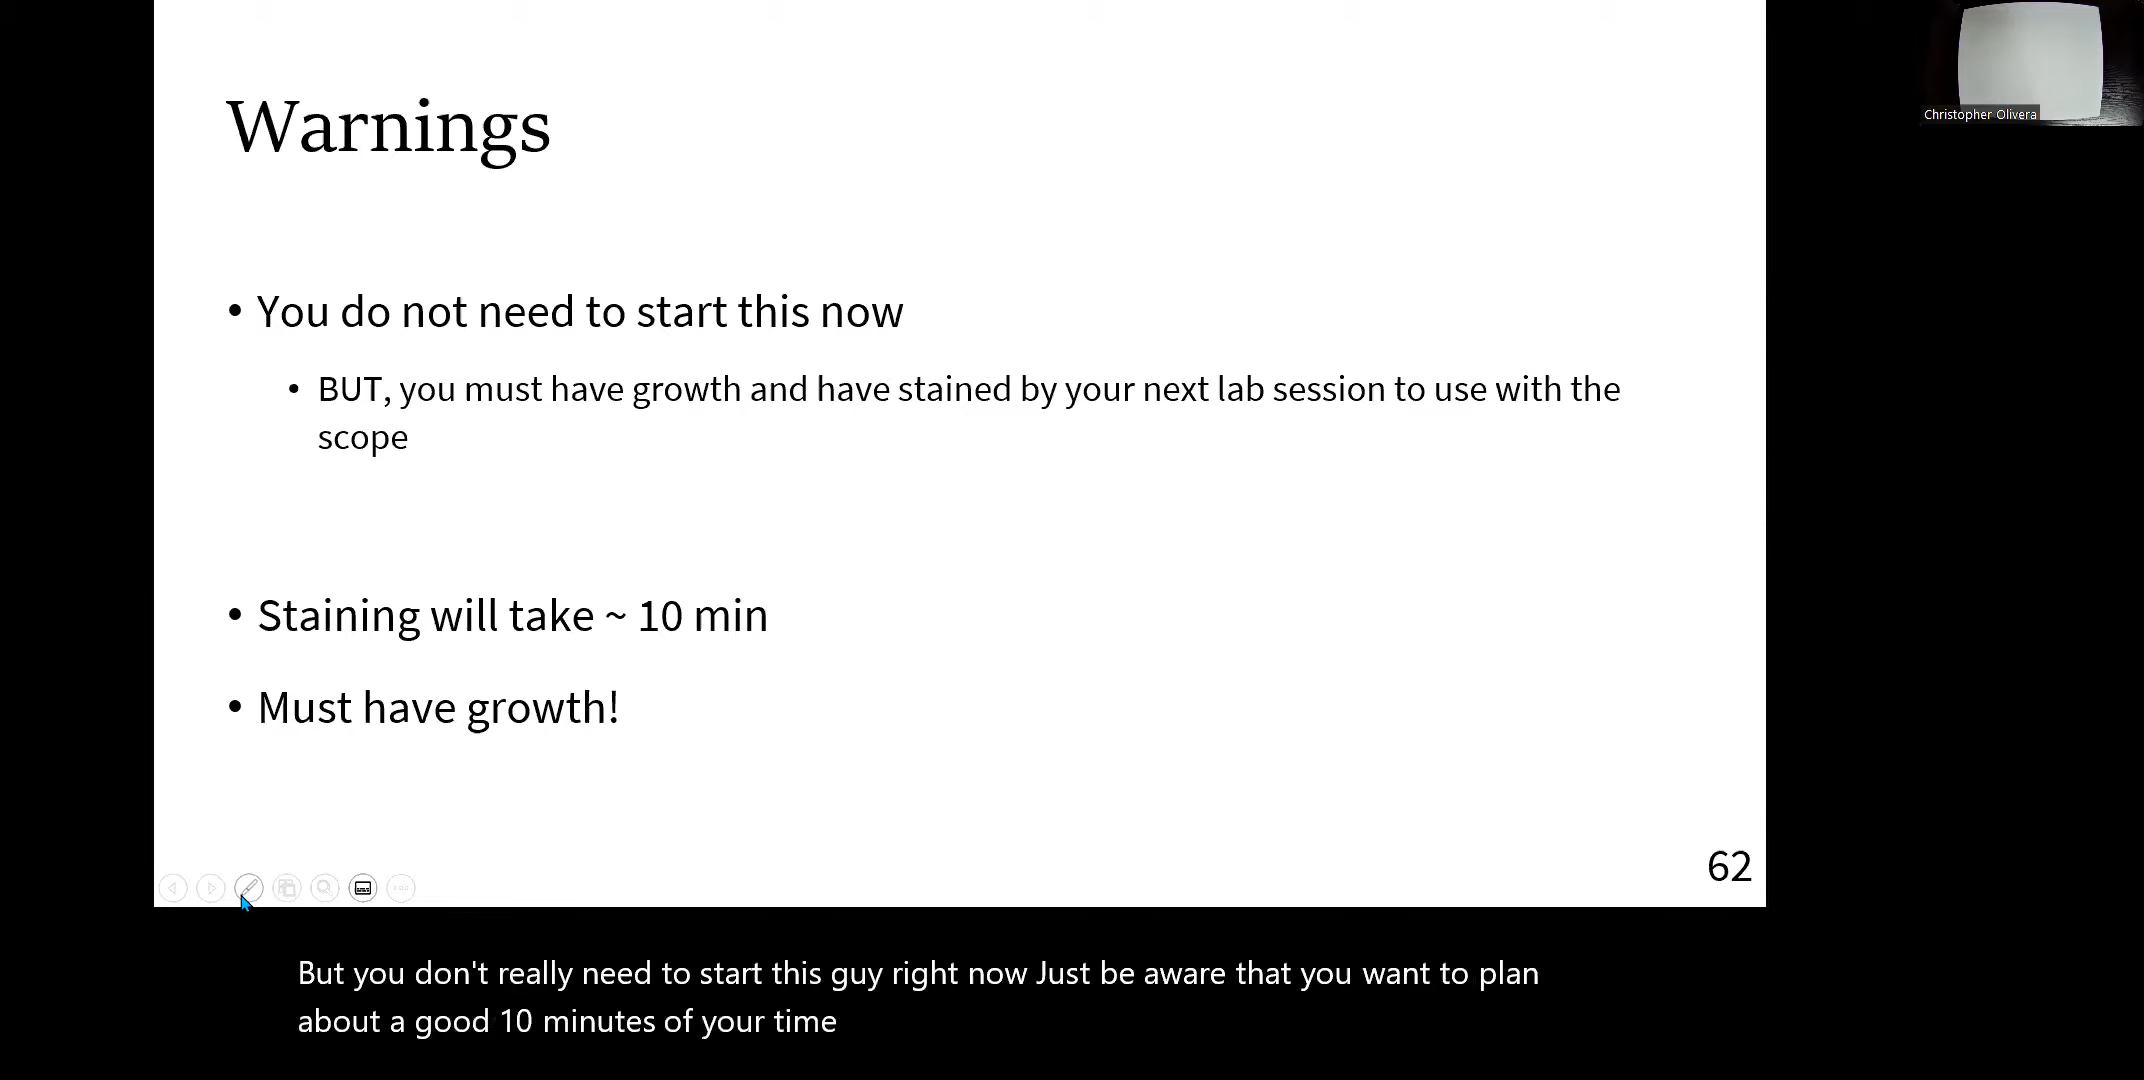 Warnings
Christopher Olivera
• You do not need to start this now
• BUT, you must have growth and have stained by your next lab session to use with the
scope
• Staining will take ~ 10 min
• Must have growth!
62
But you don't really need to start this guy right now Just be aware that you want to plan
about a good 10 minutes of your time